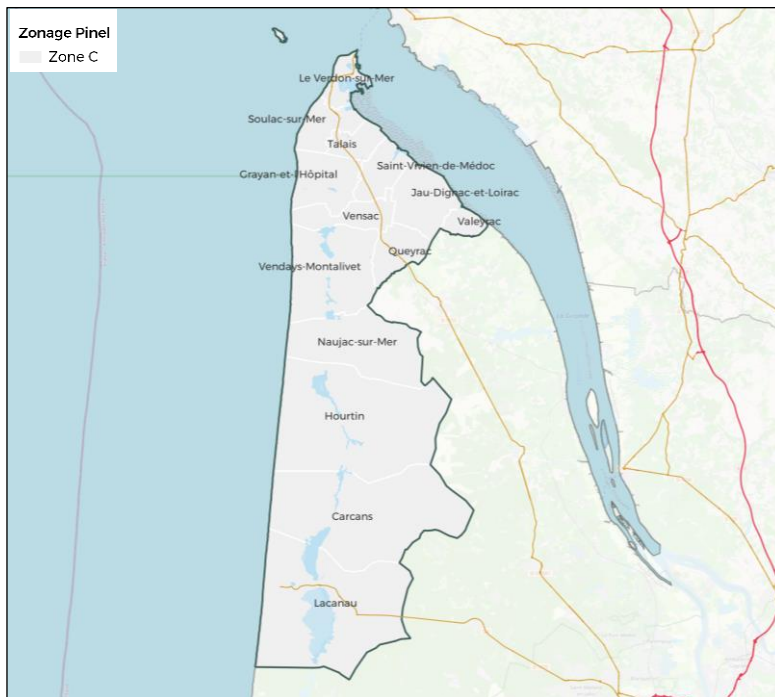 Zonage Pinel
Zone C
Le Verdon-sur-Mer
Soulac-sur-Mer
Talais
Saint-Vivien-de-Médoc
Grayan-et-l'Hôpital
Jau-Dignac-et-Loirac
Vensac
Valeyrac
Queyrac
Vendays-Montalivet
Naujac-sur-Mer
Hourtin
Carcans
Lacanau